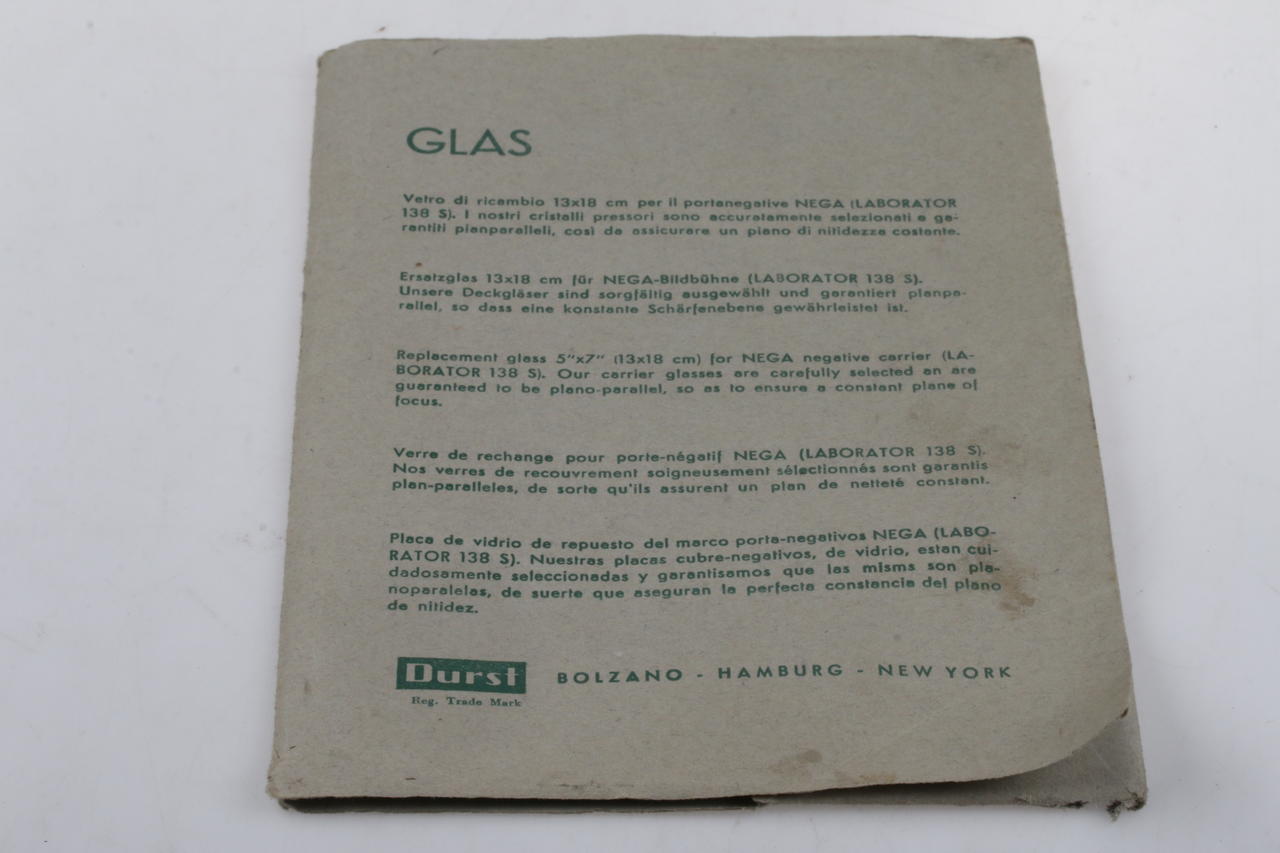 GLAS
Vetro di ricambio 13x18 cm per il portanegative NEGA (LABORATOR
138 S). I nostri cristalli pressori sono accuratamente selezionati e ga-
rantiti planparalleli, così da assicurare un piano di nitidezza costante.
Ersatzglas 13x18 cm für NEGA-Bildbühne (LABORATOR 138 S).
Unsere Deckgläser sind sorgfältig ausgewählt und garantiert planpa-
rallel, so dass eine konstante Schärfenebene gewährleistet ist.
Replacement glass 5"x7" (13x18 cm) for NEGA negative carrier (LA-
BORATOR 138 S). Our carrier glasses are carefully selected an are
guaranteed to be plano-parallel, so as to ensure a constant plane of
focus.
Verre de rechange pour porte-négatif NEGA (LABORATOR 138 S).
Nos verres de recouvrement soigneusement sélectionnés sont garantis
plan-paralleles, de sorte qu'ils assurent un plan de netteté constant.
Placa de vidrio de repuesto del marco porta-negativos NEGA (LABO-
RATOR 138 S). Nuestras placas cubre-negativos, de vidrio, estan cui-
dadosamente seleccionadas y garantisamos que las misms son pla-
noparalelas, de suerte que aseguran la perfecta constancia del plano
de nitidez.
Durst BOLZANO - HAMBURG - NEW YORK
Reg. Trade Mark